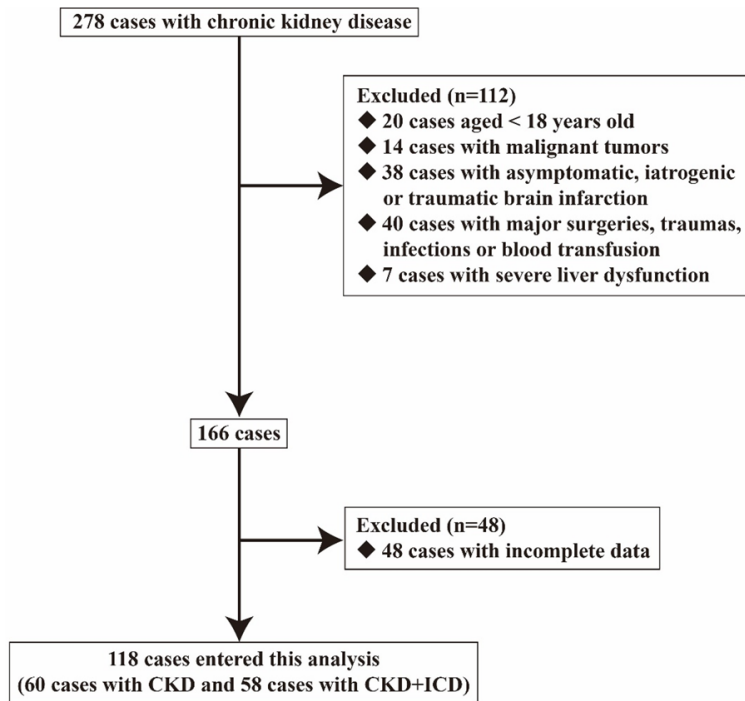 278 cases with chronic kidney disease
Excluded (n=112)
◆ 20 cases aged < 18 years old
◆ 14 cases with malignant tumors
◆ 38 cases with asymptomatic, iatrogenic
or traumatic brain infarction
◆ 40 cases with major surgeries, traumas,
infections or blood transfusion
◆ 7 cases with severe liver dysfunction
166 cases
Excluded (n=48)
◆ 48 cases with incomplete data
118 cases entered this analysis
(60 cases with CKD and 58 cases with CKD+ICD)